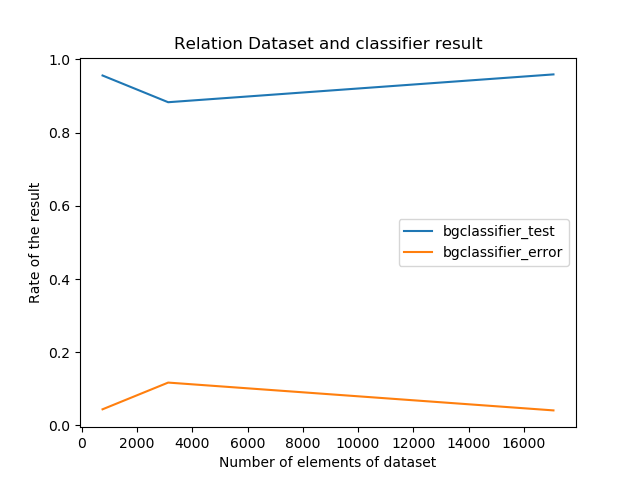 Relation Dataset and classifier result
1.0
0.8
0.6
0.4
0.2
0.0
Rate of the result
bgclassifier_test
bgclassifier_error
0 2000 4000 6000 8000 10000 12000 14000 16000
Number of elements of dataset